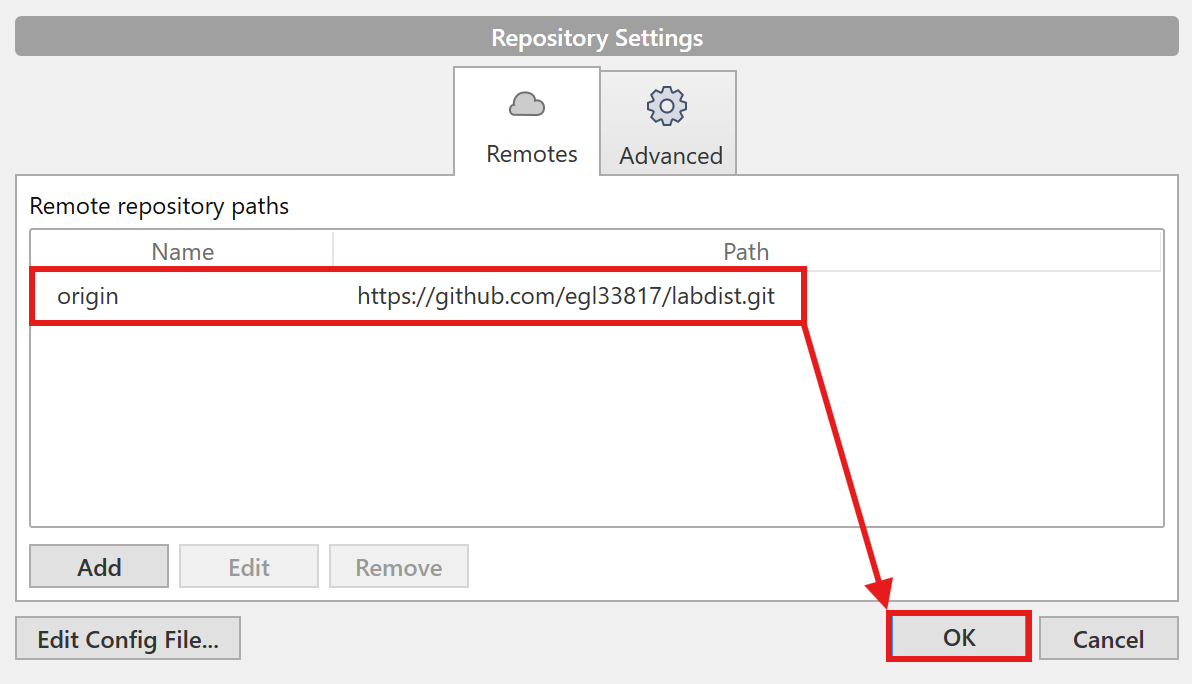 Repository Settings
Remotes
Advanced
Remote repository paths
Name Path
origin https://github.com/egl33817/labdist.git
Add Edit Remove
Edit Config File... OK Cancel